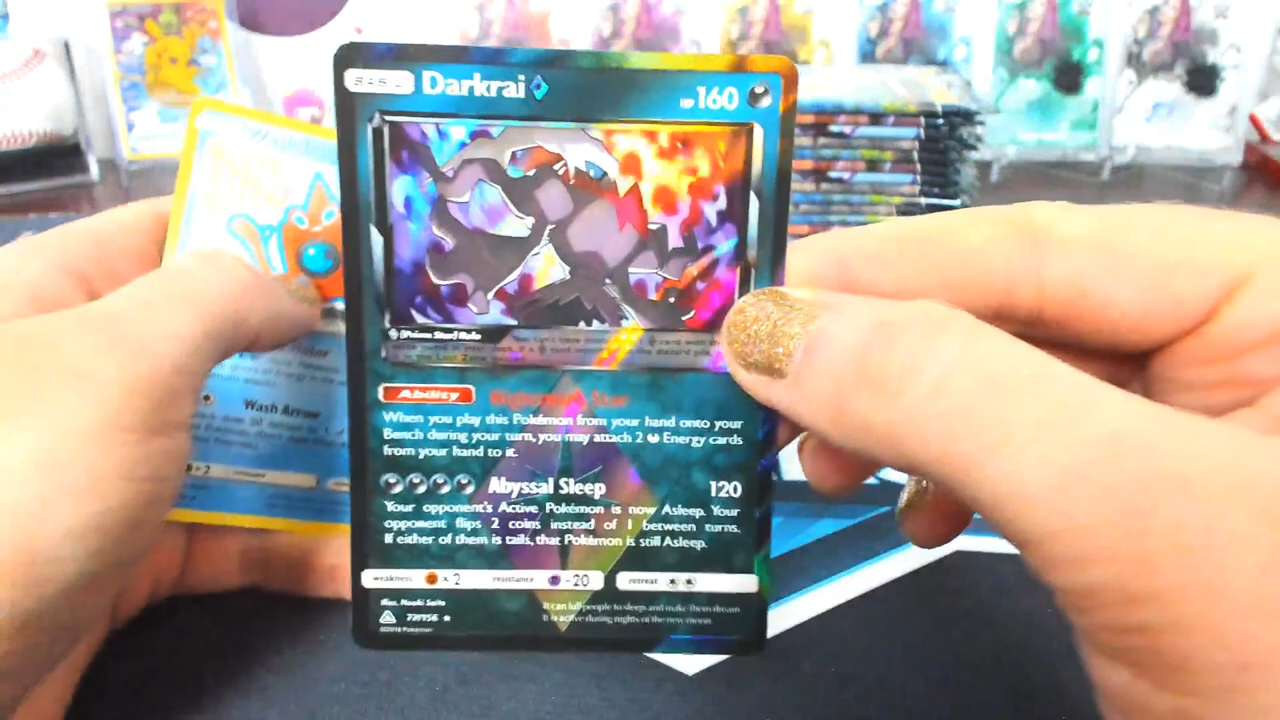 BASIC Darkrai HP160
[Prism Star] Rule
Ability
When you play this Pokémon from your hand onto your
Bench during your turn, you may attach 2 Energy cards
from your hand to it.
Abyssal Sleep 120
Your opponent's Active Pokémon is now Asleep. Your
opponent flips 2 coins instead of 1 between turns.
If either of them is tails, that Pokémon is still Asleep.
weakness x2 resistance -20 retreat
Illus. Naoki Saito
77/156
©2018 Pokémon
It can lull people to sleep and make them dream
It is active during nights of the new moon.
Wash Arrow